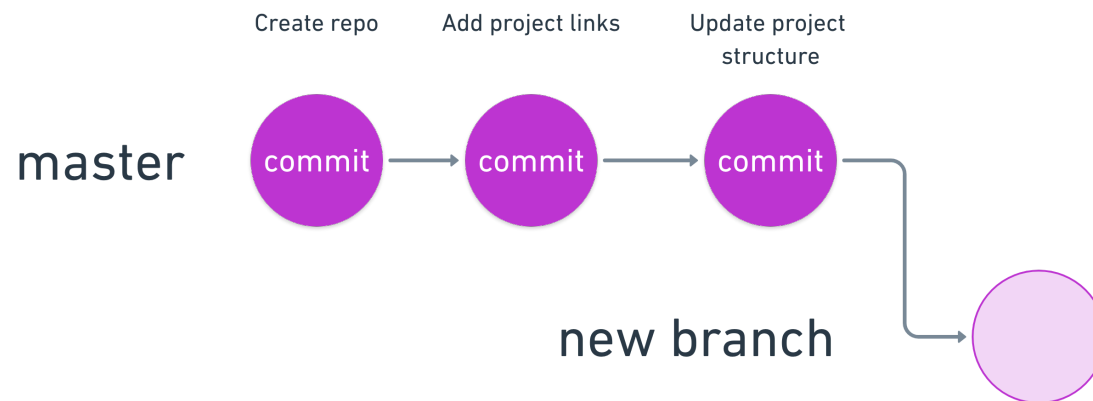 Create repo
Add project links
Update project
structure
master
commit
commit
commit
new branch